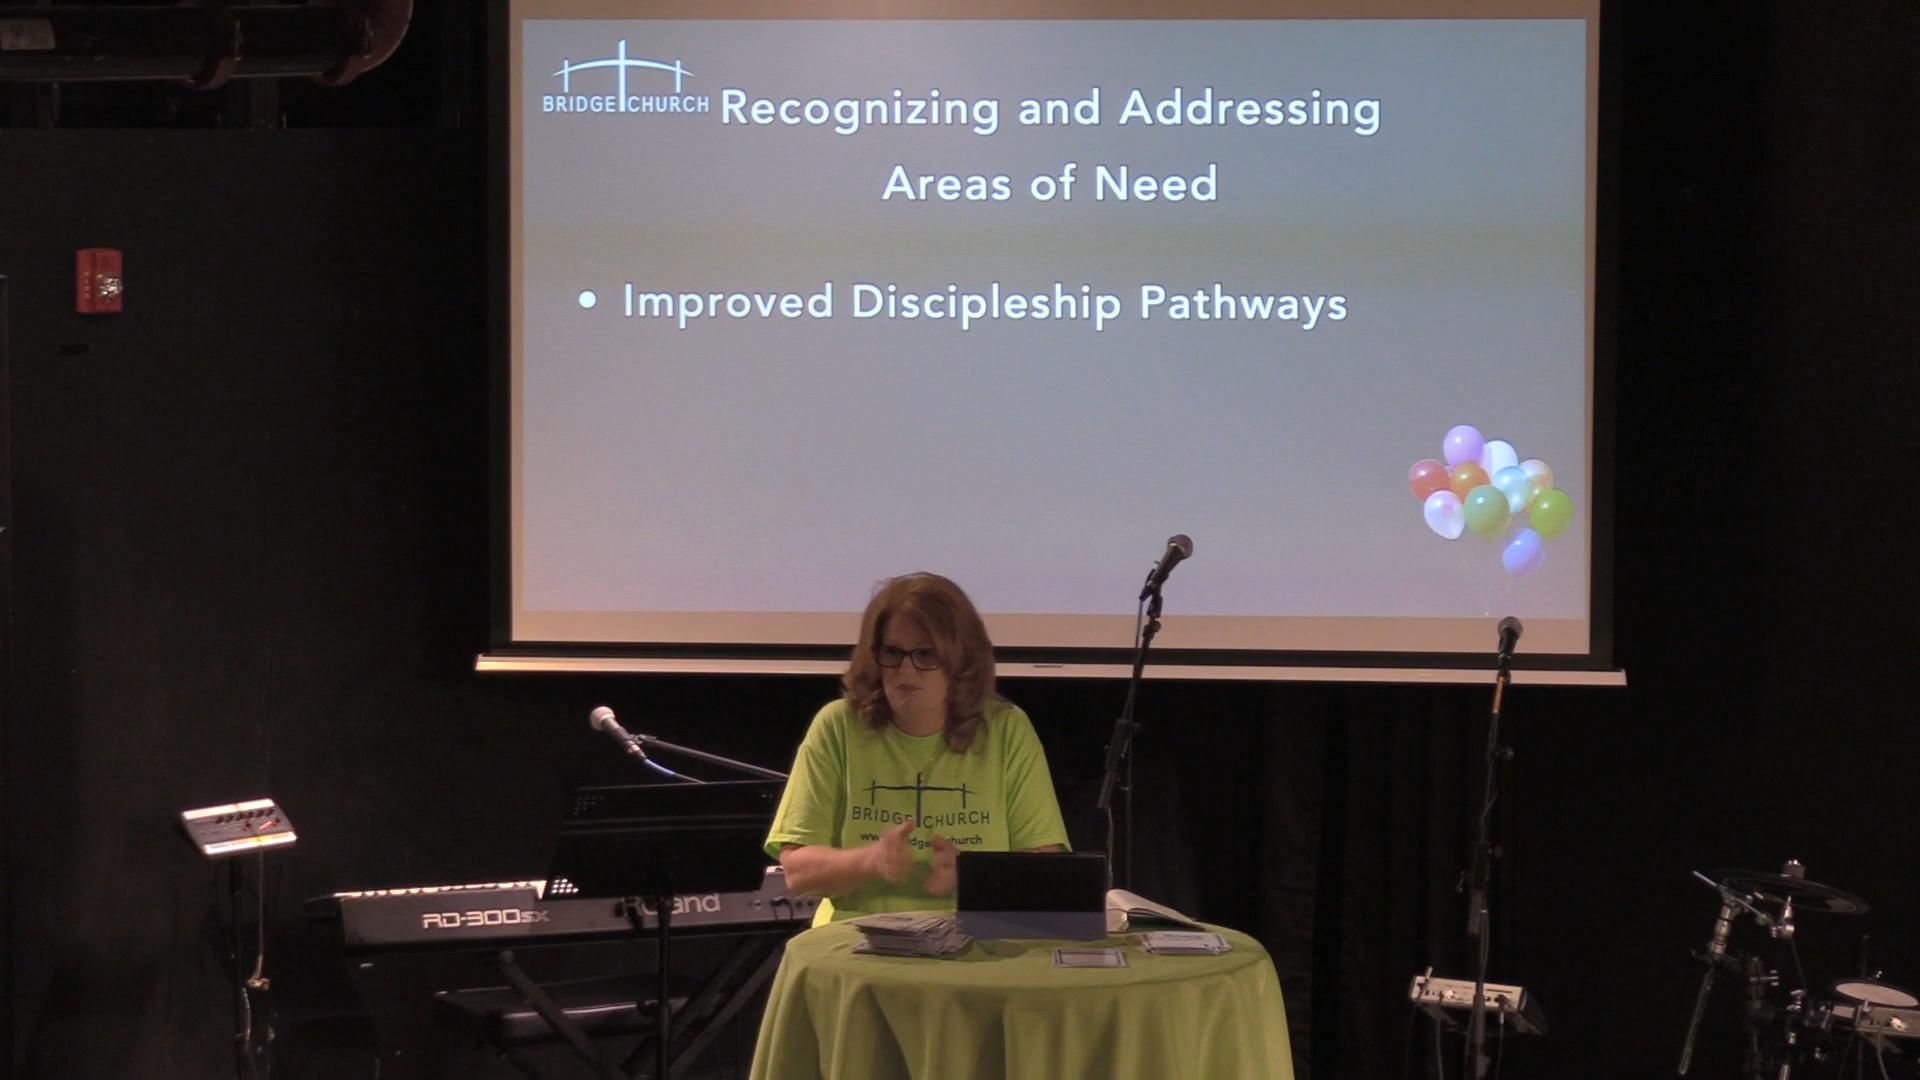 BRIDGE CHURCH
Recognizing and Addressing
Areas of Need
• Improved Discipleship Pathways
BRIDGE CHURCH
RD-300SX
Roland